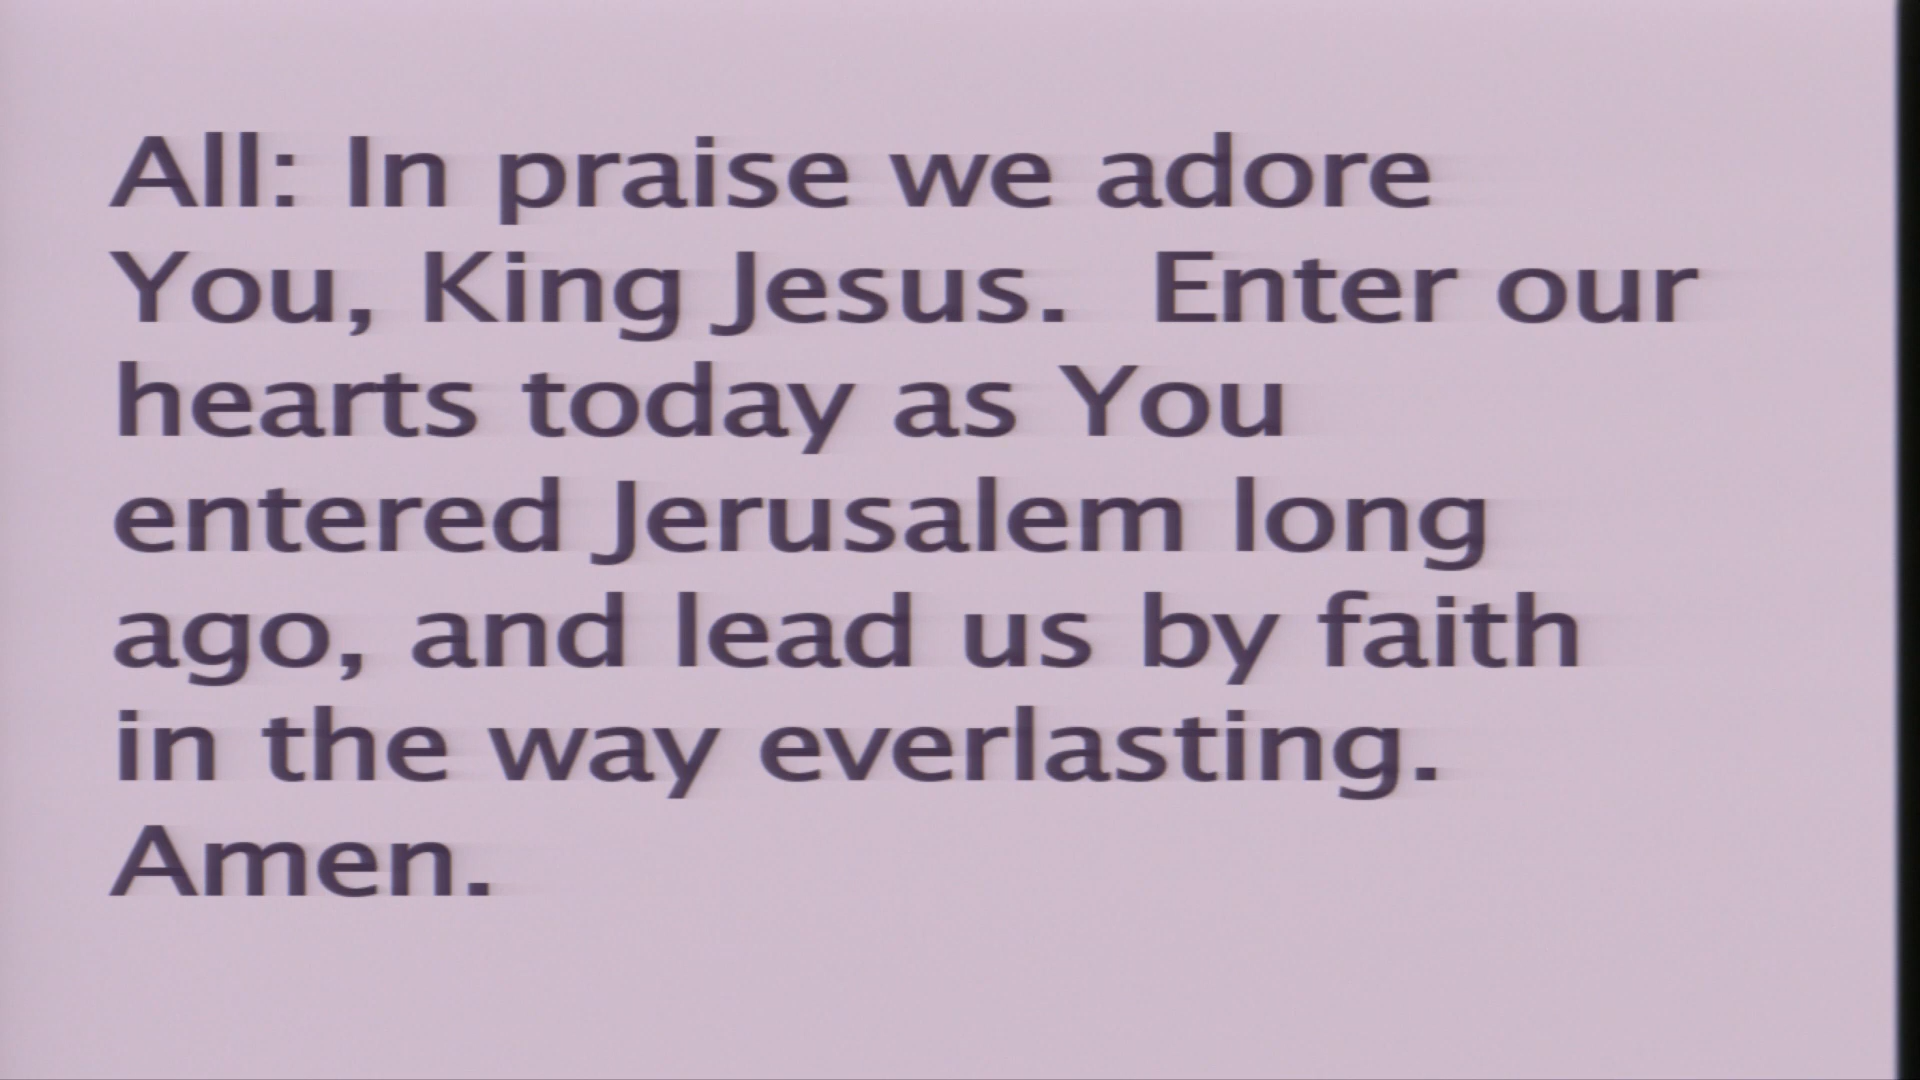 All: In praise we adore
You, King Jesus.  Enter our
hearts today as You
entered Jerusalem long
ago, and lead us by faith
in the way everlasting.
Amen.